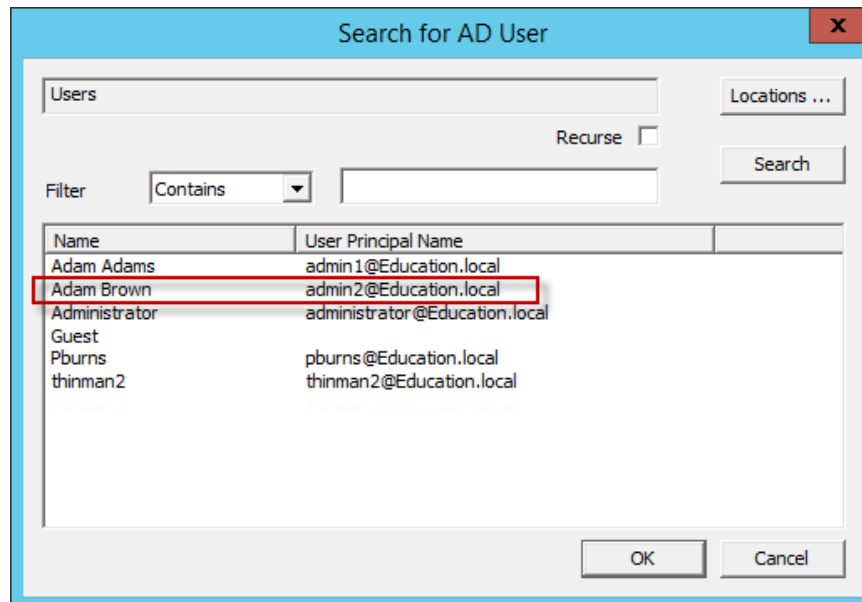 Search for AD User
x
Users
Locations ...
Recurse
Search
Filter Contains
Name User Principal Name
Adam Adams admin1@Education.local
Adam Brown admin2@Education.local
Administrator administrator@Education.local
Guest
Pburns pburns@Education.local
thinman2 thinman2@Education.local
OK Cancel